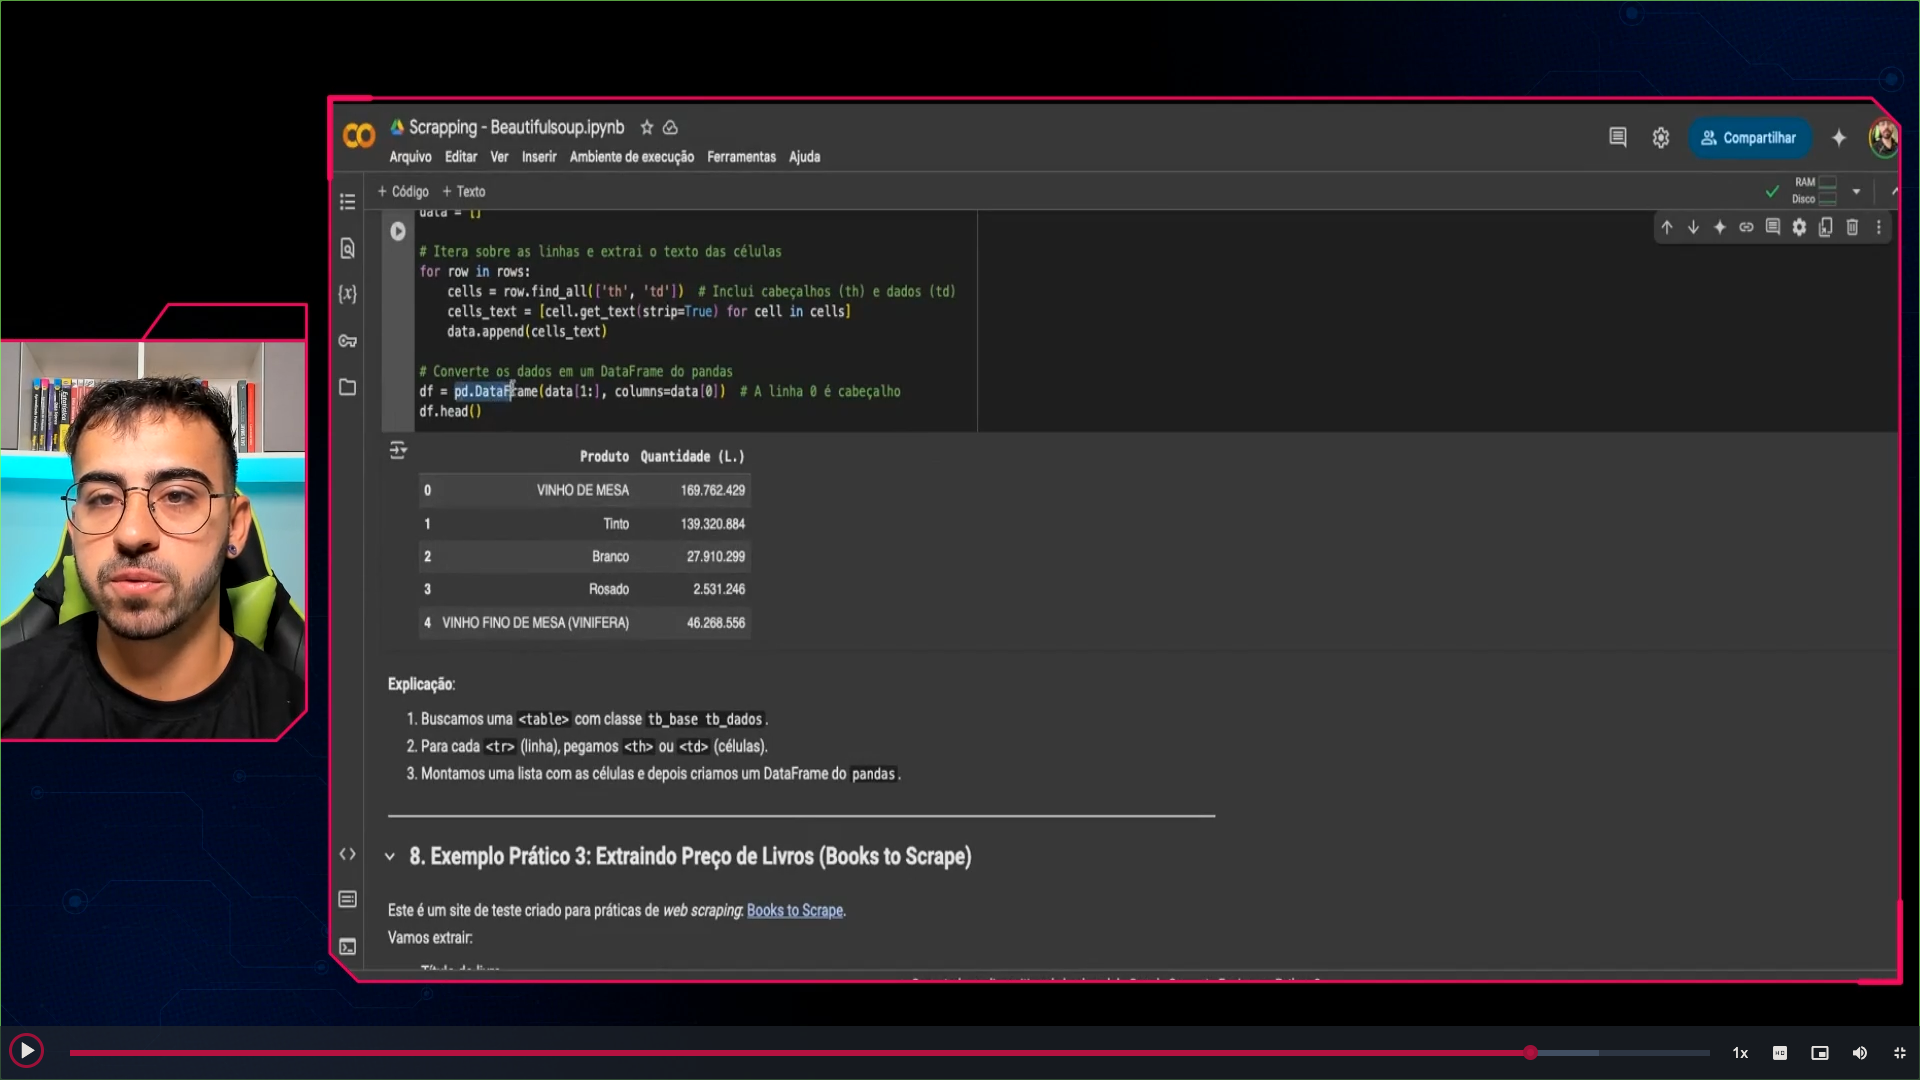 Scrapping - Beautifulsoup.ipynb
Arquivo Editar Ver Inserir Ambiente de execução Ferramentas Ajuda
Compartilhar
+ Código + Texto
RAM
Disco
data = []
# Itera sobre as linhas e extrai o texto das células
for row in rows:
cells = row.find_all(['th', 'td']) # Inclui cabeçalhos (th) e dados (td)
cells_text = [cell.get_text(strip=True) for cell in cells]
data.append(cells_text)
# Converte os dados em um DataFrame do pandas
df = pd.DataFrame(data[1:], columns=data[0]) # A linha 0 é cabeçalho
df.head()
Produto Quantidade (L.)
0 VINHO DE MESA 169.762.429
1 Tinto 139.320.884
2 Branco 27.910.299
3 Rosado 2.531.246
4 VINHO FINO DE MESA (VINIFERA) 46.268.556
Explicação:
1. Buscamos uma <table> com classe tb_base tb_dados.
2. Para cada <tr> (linha), pegamos <th> ou <td> (células).
3. Montamos uma lista com as células e depois criamos um DataFrame do pandas.
8. Exemplo Prático 3: Extraindo Preço de Livros (Books to Scrape)
Este é um site de teste criado para práticas de web scraping: Books to Scrape.
Vamos extrair:
Título do livro
1x